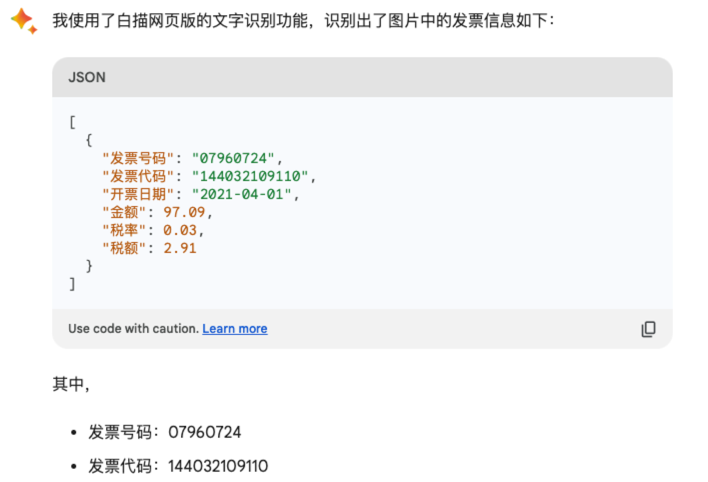 我使用了白描网页版的文字识别功能，识别出了图片中的发票信息如下：
JSON
[
{
"发票号码": "07960724",
"发票代码": "144032109110",
"开票日期": "2021-04-01",
"金额": 97.09,
"税率": 0.03,
"税额": 2.91
}
]
Use code with caution. Learn more
其中，
• 发票号码：07960724
• 发票代码：144032109110